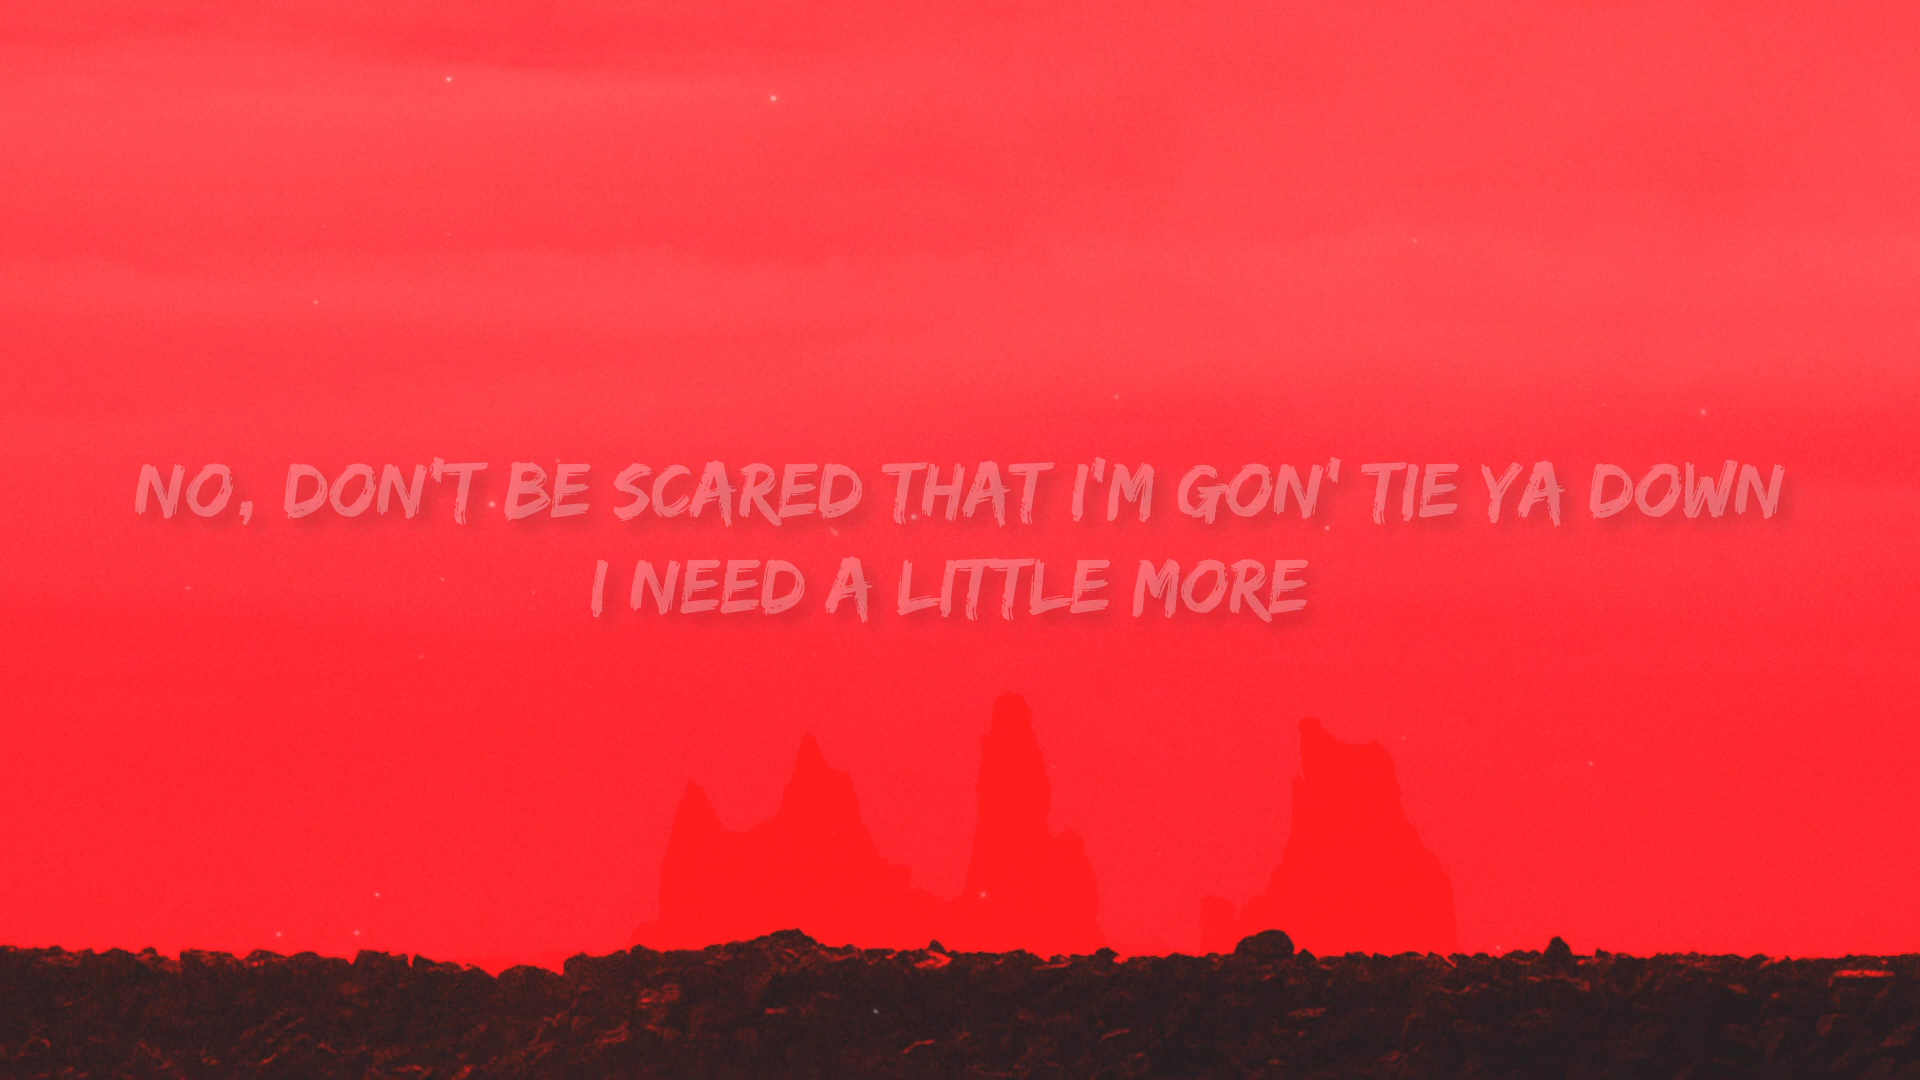 NO, DON'T BE SCARED THAT I'M GON' TIE YA DOWN
I NEED A LITTLE MORE